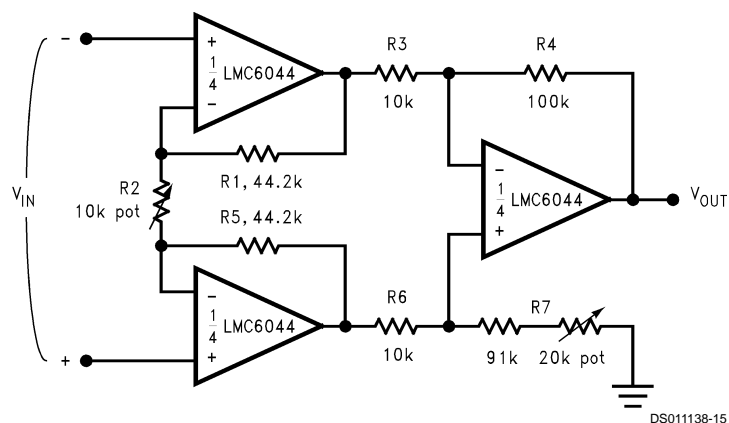 −
+
1/4 LMC6044
−
R3
10k
R4
100k
R1, 44.2k
V_IN
R2
10k pot
R5, 44.2k
−
1/4 LMC6044
+
V_OUT
−
1/4 LMC6044
+
R6
10k
R7
91k
20k pot
+
DS011138-15